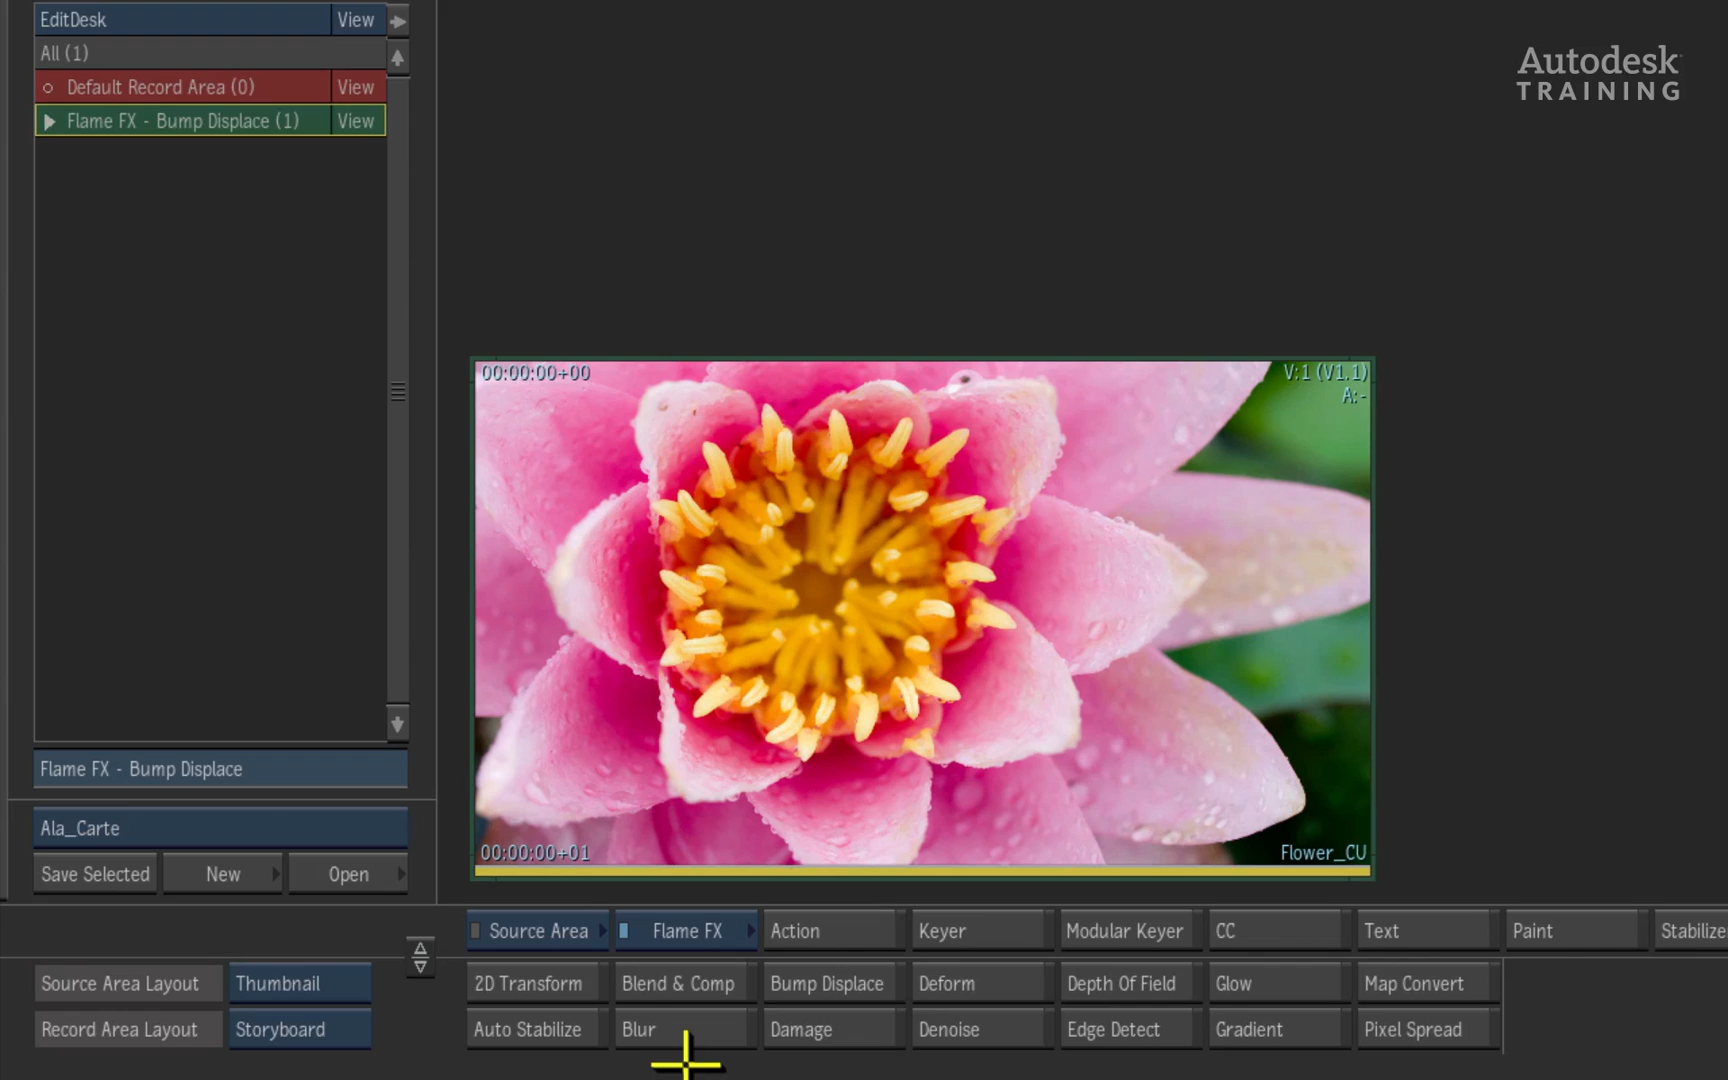 EditDesk View
All (1)
Default Record Area (0) View
Flame FX - Bump Displace (1) View
Autodesk
TRAINING
00:00:00+00
V:1 (V1.1)
A:-
00:00:00+01
Flower_CU
Flame FX - Bump Displace
Ala_Carte
Save Selected New Open
Source Area Flame FX Action Keyer Modular Keyer CC Text Paint
Source Area Layout Thumbnail
2D Transform Blend & Comp Bump Displace Deform Depth Of Field Glow Map Convert
Record Area Layout Storyboard
Auto Stabilize Blur Damage Denoise Edge Detect Gradient Pixel Spread